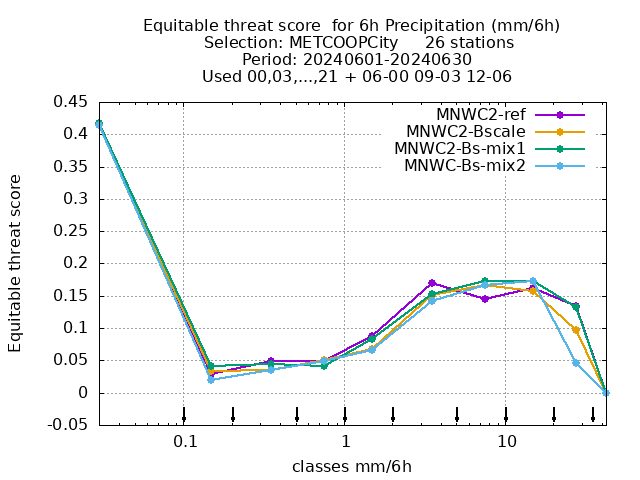 Equitable threat score  for 6h Precipitation (mm/6h)
Selection: METCOOPCity     26 stations
Period: 20240601-20240630
Used 00,03,...,21 + 06-00 09-03 12-06
MNWC2-ref
MNWC2-Bscale
MNWC2-Bs-mix1
MNWC-Bs-mix2
Equitable threat score
0.45
0.4
0.35
0.3
0.25
0.2
0.15
0.1
0.05
0
-0.05
0.1
1
10
classes mm/6h